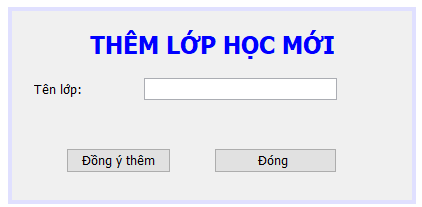 THÊM LỚP HỌC MỚI
Tên lớp:
Đồng ý thêm
Đóng